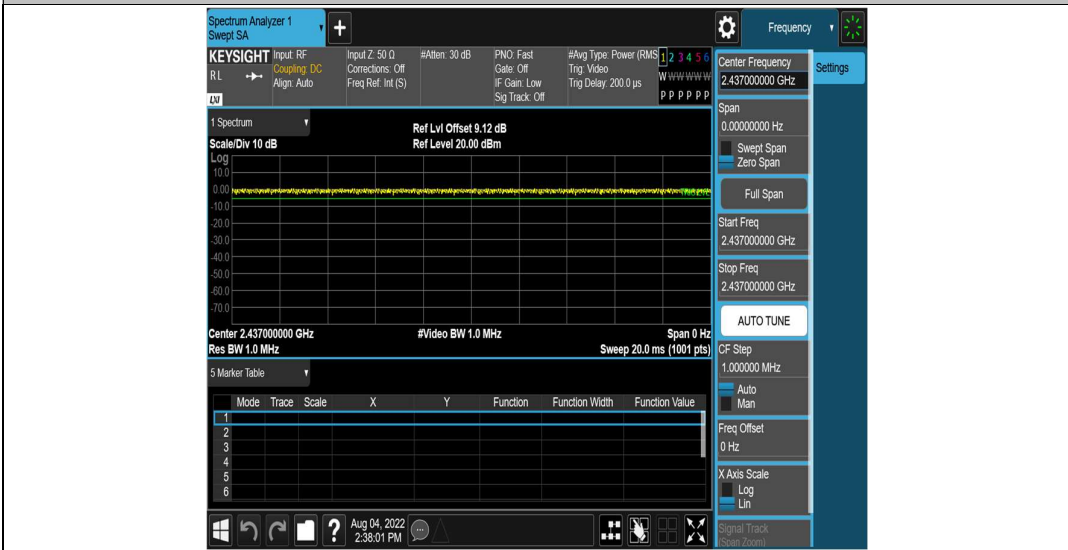 Spectrum Analyzer 1
Swept SA
+
Frequency
KEYSIGHT Input: RF Input Z: 50 Ω #Atten: 30 dB PNO: Fast #Avg Type: Power (RMS 1 2 3 4 5 6
R L Coupling: DC Corrections: Off Gate: Off Trig: Video W W W W W W
Align: Auto Freq Ref: Int (S) IF Gain: Low Trig Delay: 200.0 µs P P P P P P
LXI Sig Track: Off
1 Spectrum
Ref Lvl Offset 9.12 dB
Scale/Div 10 dB Ref Level 20.00 dBm
Log
10.0
0.00
-10.0
-20.0
-30.0
-40.0
-50.0
-60.0
-70.0
Center 2.437000000 GHz #Video BW 1.0 MHz Span 0 Hz
Res BW 1.0 MHz Sweep 20.0 ms (1001 pts)
5 Marker Table
Mode Trace Scale X Y Function Function Width Function Value
1
2
3
4
5
6
? Aug 04, 2022
2:38:01 PM
Center Frequency
2.437000000 GHz
Settings
Span
0.00000000 Hz
Swept Span
Zero Span
Full Span
Start Freq
2.437000000 GHz
Stop Freq
2.437000000 GHz
AUTO TUNE
CF Step
1.000000 MHz
Auto
Man
Freq Offset
0 Hz
X Axis Scale
Log
Lin
Signal Track
(Span Zoom)